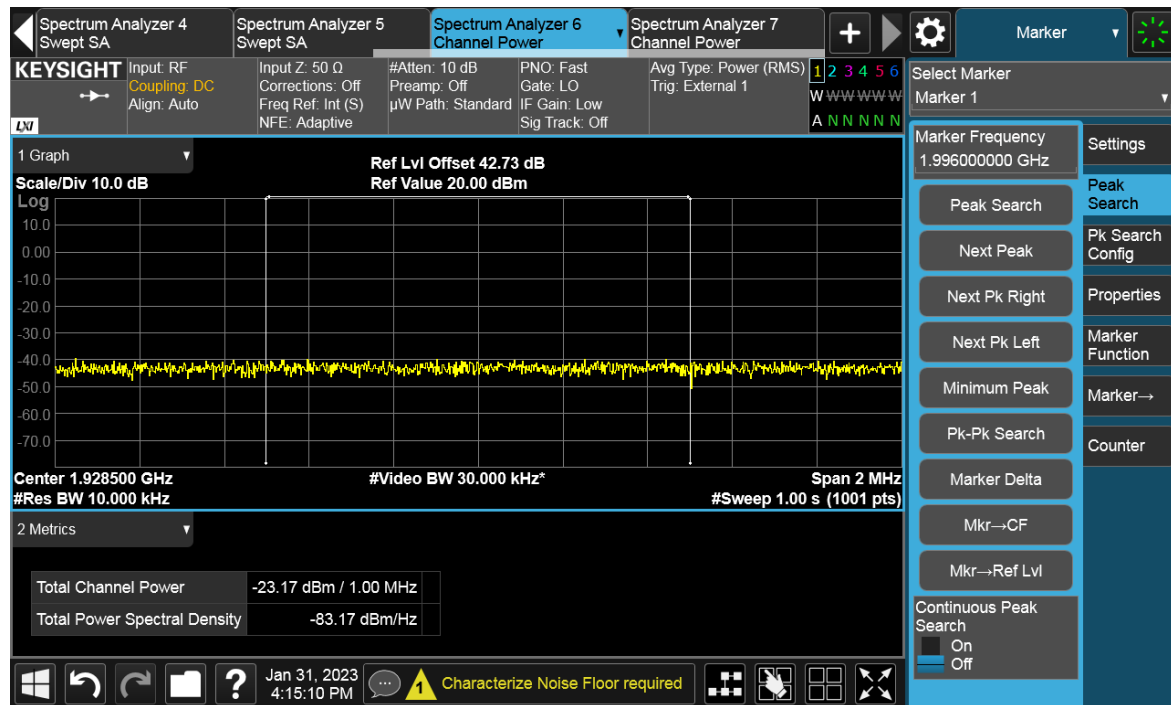 Spectrum Analyzer 4
Swept SA
Spectrum Analyzer 5
Swept SA
Spectrum Analyzer 6
Channel Power
Spectrum Analyzer 7
Channel Power
Marker
KEYSIGHT
LXI
Input: RF
Coupling: DC
Align: Auto
Input Z: 50 Ω
Corrections: Off
Freq Ref: Int (S)
NFE: Adaptive
#Atten: 10 dB
Preamp: Off
µW Path: Standard
PNO: Fast
Gate: LO
IF Gain: Low
Sig Track: Off
Avg Type: Power (RMS)
Trig: External 1
1 2 3 4 5 6
W W W W W W
A N N N N N
Select Marker
Marker 1
Marker Frequency
1.996000000 GHz
Peak Search
Next Peak
Next Pk Right
Next Pk Left
Minimum Peak
Pk-Pk Search
Marker Delta
Mkr→CF
Mkr→Ref Lvl
Continuous Peak
Search
On
Off
Settings
Peak
Search
Pk Search
Config
Properties
Marker
Function
Marker→
Counter
1 Graph
Scale/Div 10.0 dB
Ref Lvl Offset 42.73 dB
Ref Value 20.00 dBm
Log
10.0
0.00
-10.0
-20.0
-30.0
-40.0
-50.0
-60.0
-70.0
Center 1.928500 GHz
#Video BW 30.000 kHz*
Span 2 MHz
#Res BW 10.000 kHz
#Sweep 1.00 s (1001 pts)
2 Metrics
Total Channel Power -23.17 dBm / 1.00 MHz
Total Power Spectral Density -83.17 dBm/Hz
?
Jan 31, 2023
4:15:10 PM
1
Characterize Noise Floor required